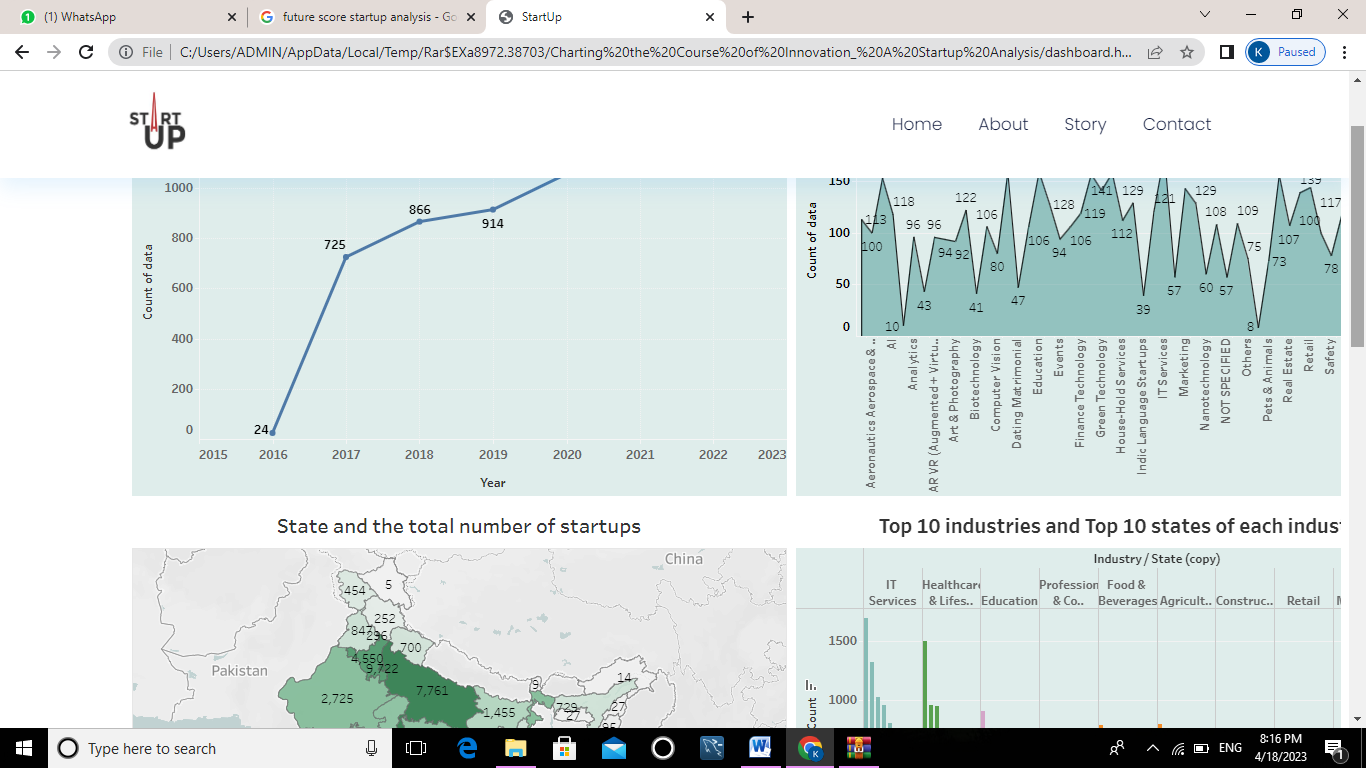 (1) WhatsApp
future score startup analysis - Go
StartUp
File
C:/Users/ADMIN/AppData/Local/Temp/Rar$EXa8972.38703/Charting%20the%20Course%20of%20Innovation_%20A%20Startup%20Analysis/dashboard.h...
K Paused
START UP
Home About Story Contact
1000
800
600
400
200
0
Count of data
24
725
866
914
2015 2016 2017 2018 2019 2020 2021 2022 2023
Year
150
100
50
0
Count of data
113 100 118 10 96 43 96 94 92 122 41 106 80 47 106 128 94 106 119 141 112 129 39 121 57 129 60 108 57 109 75 8 73 107 139 100 117 78
Aeronautics Aerospace & ..
AI
Analytics
AR VR (Augmented + Virtu..
Art & Photography
Biotechnology
Computer Vision
Dating Matrimonial
Education
Events
Finance Technology
Green Technology
House-Hold Services
Indic Language Startups
IT Services
Marketing
Nanotechnology
NOT SPECIFIED
Others
Pets & Animals
Real Estate
Retail
Safety
State and the total number of startups
China
Pakistan
454
5
252
847
296
700
4,550
9,722
2,725
7,761
1,455
9
14
729
27
27
Top 10 industries and Top 10 states of each indus
Industry / State (copy)
IT Services
Healthcare & Lifes..
Education
Profession & Co..
Food & Beverages
Agricult..
Construc..
Retail
1500
1000
Count
Type here to search
ENG
8:16 PM
4/18/2023
1